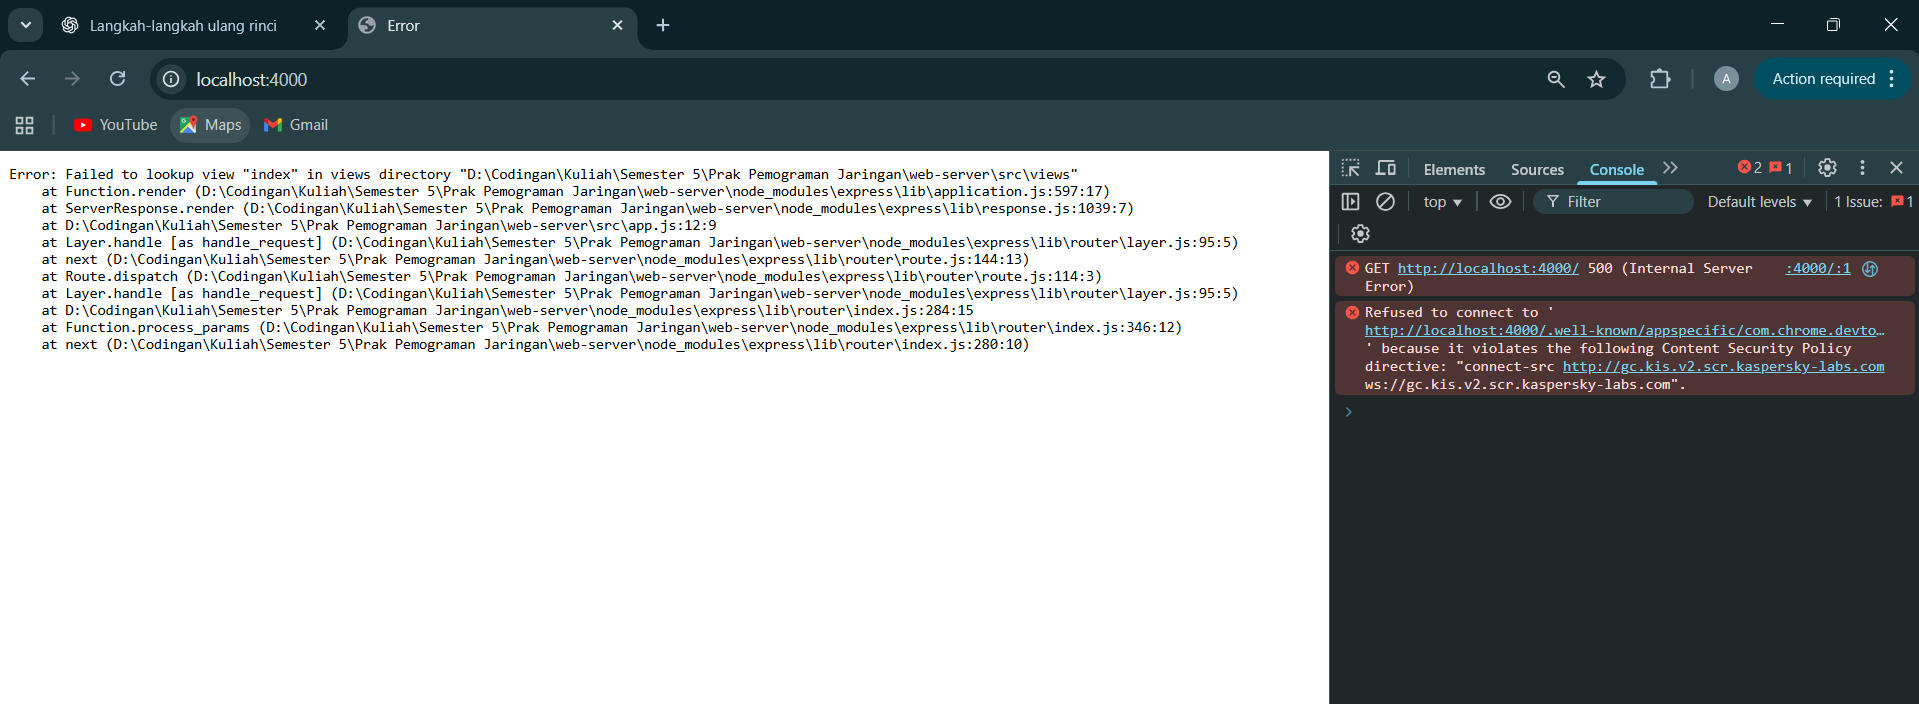 Langkah-langkah ulang rinci
Error
localhost:4000
A
Action required
YouTube
Maps
Gmail
Error: Failed to lookup view "index" in views directory "D:\Codingan\Kuliah\Semester 5\Prak Pemograman Jaringan\web-server\src\views"
at Function.render (D:\Codingan\Kuliah\Semester 5\Prak Pemograman Jaringan\web-server\node_modules\express\lib\application.js:597:17)
at ServerResponse.render (D:\Codingan\Kuliah\Semester 5\Prak Pemograman Jaringan\web-server\node_modules\express\lib\response.js:1039:7)
at D:\Codingan\Kuliah\Semester 5\Prak Pemograman Jaringan\web-server\src\app.js:12:9
at Layer.handle [as handle_request] (D:\Codingan\Kuliah\Semester 5\Prak Pemograman Jaringan\web-server\node_modules\express\lib\router\layer.js:95:5)
at next (D:\Codingan\Kuliah\Semester 5\Prak Pemograman Jaringan\web-server\node_modules\express\lib\router\route.js:144:13)
at Route.dispatch (D:\Codingan\Kuliah\Semester 5\Prak Pemograman Jaringan\web-server\node_modules\express\lib\router\route.js:114:3)
at Layer.handle [as handle_request] (D:\Codingan\Kuliah\Semester 5\Prak Pemograman Jaringan\web-server\node_modules\express\lib\router\layer.js:95:5)
at D:\Codingan\Kuliah\Semester 5\Prak Pemograman Jaringan\web-server\node_modules\express\lib\router\index.js:284:15
at Function.process_params (D:\Codingan\Kuliah\Semester 5\Prak Pemograman Jaringan\web-server\node_modules\express\lib\router\index.js:346:12)
at next (D:\Codingan\Kuliah\Semester 5\Prak Pemograman Jaringan\web-server\node_modules\express\lib\router\index.js:280:10)
Elements Sources Console 2 1
top Filter Default levels 1 Issue: 1
GET http://localhost:4000/ 500 (Internal Server :4000/:1
Error)
Refused to connect to '
http://localhost:4000/.well-known/appspecific/com.chrome.devto…
' because it violates the following Content Security Policy
directive: "connect-src http://gc.kis.v2.scr.kaspersky-labs.com
ws://gc.kis.v2.scr.kaspersky-labs.com".